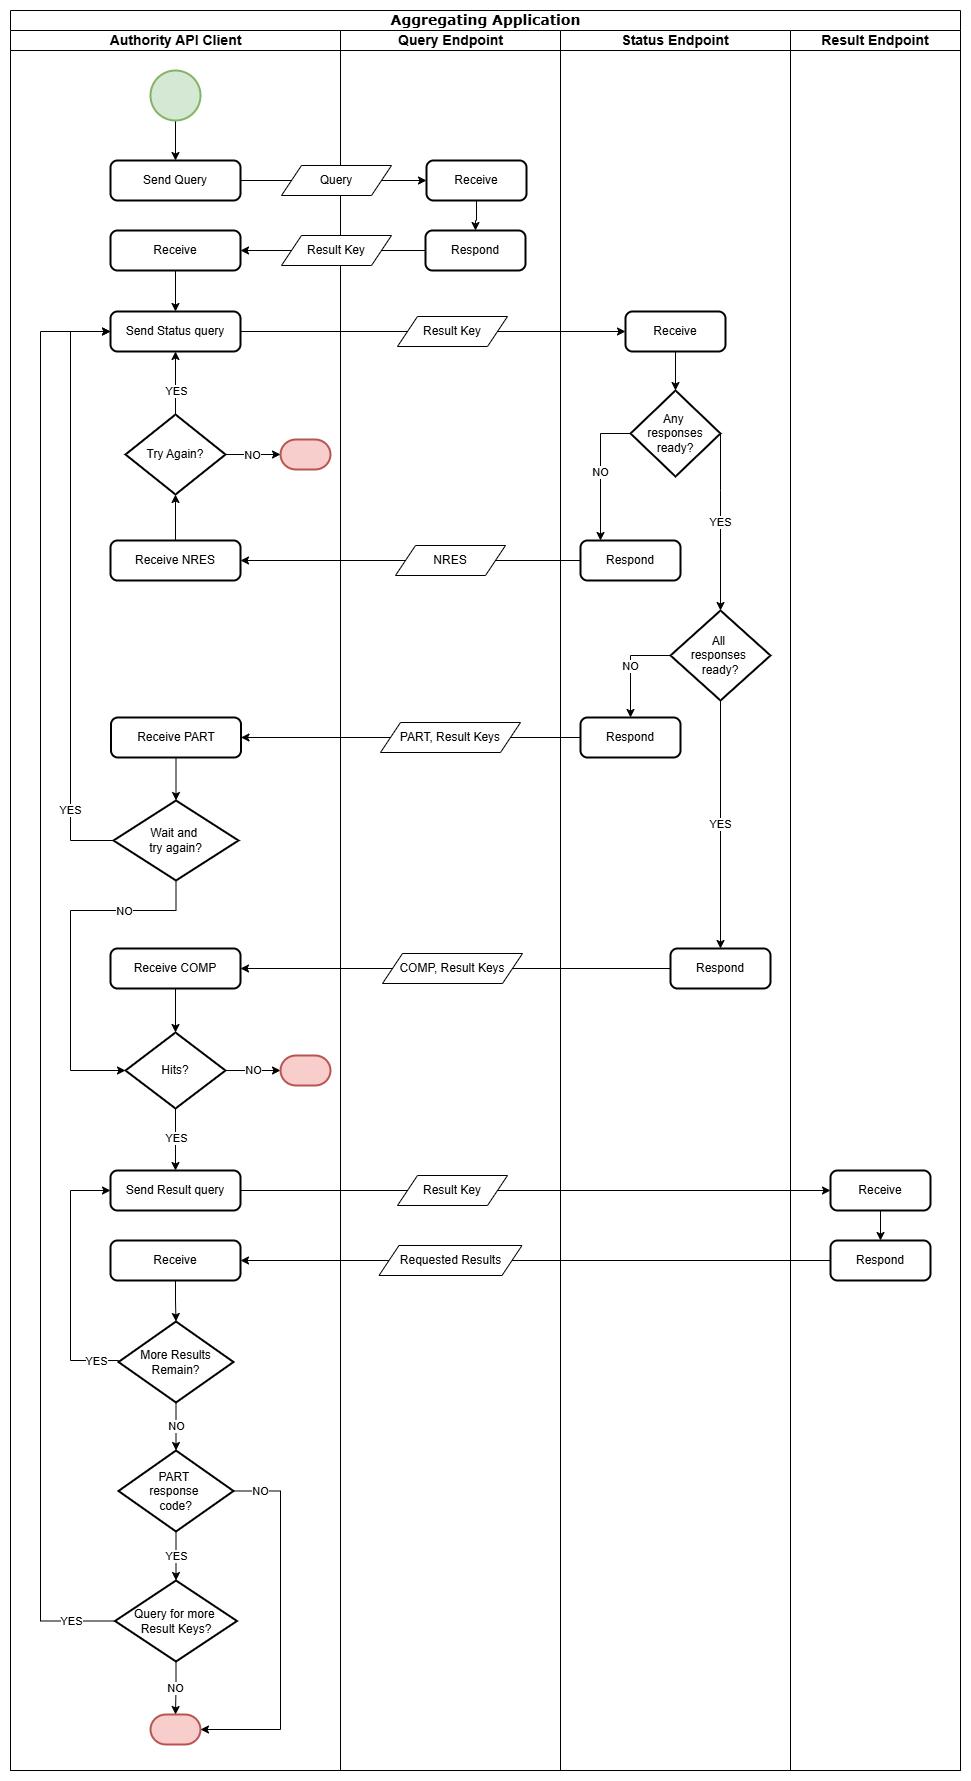 Aggregating Application
Authority API Client
Query Endpoint
Status Endpoint
Result Endpoint
Send Query
Query
Receive
Receive
Result Key
Respond
Send Status query
Result Key
Receive
YES
Any
responses
ready?
Try Again?
NO
NO
YES
Receive NRES
NRES
Respond
All
responses
ready?
NO
Receive PART
PART, Result Keys
Respond
YES
YES
Wait and
try again?
NO
Receive COMP
COMP, Result Keys
Respond
Hits?
NO
YES
Send Result query
Result Key
Receive
Receive
Requested Results
Respond
More Results
Remain?
YES
NO
PART
response
code?
NO
YES
Query for more
Result Keys?
YES
NO